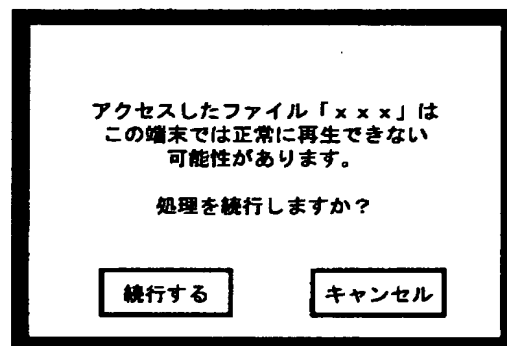 アクセスしたファイル「ｘｘｘ」は
この端末では正常に再生できない
可能性があります。
処理を続行しますか？
続行する
キャンセル